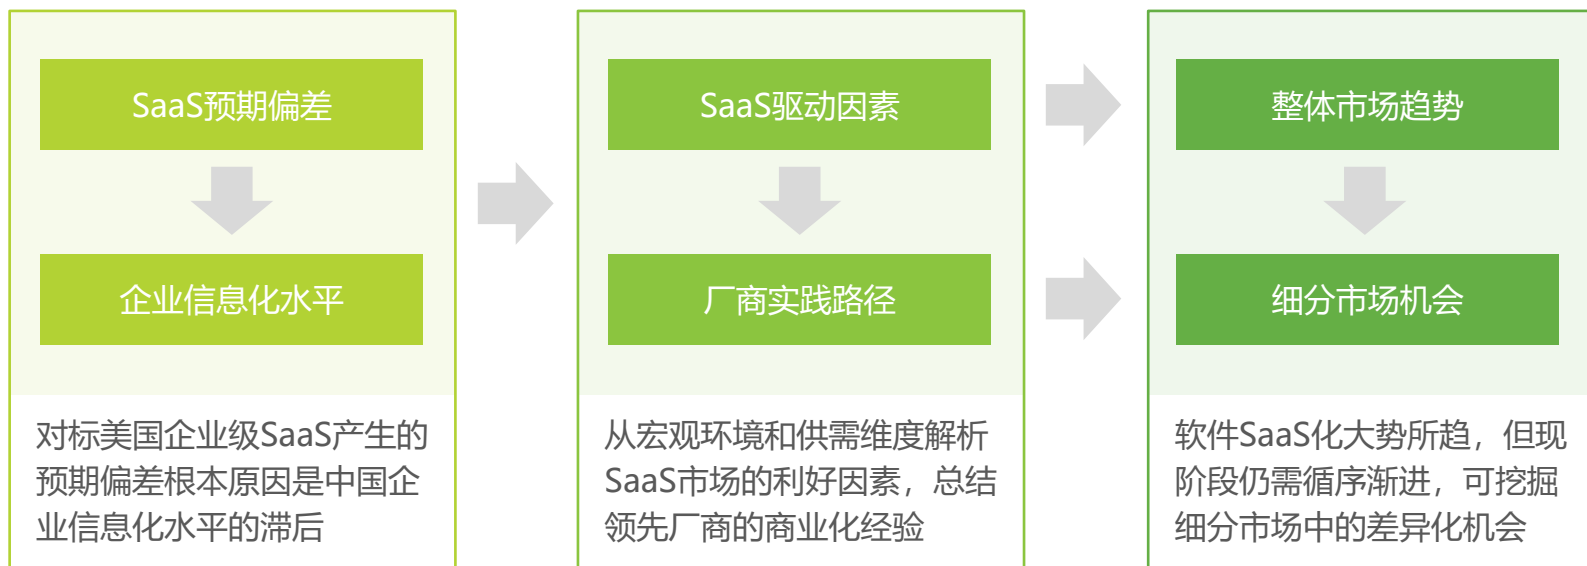 SaaS预期偏差
企业信息化水平
对标美国企业级SaaS产生的
预期偏差根本原因是中国企
业信息化水平的滞后
SaaS驱动因素
厂商实践路径
从宏观环境和供需维度解析
SaaS市场的利好因素，总结
领先厂商的商业化经验
整体市场趋势
细分市场机会
软件SaaS化大势所趋，但现
阶段仍需循序渐进，可挖掘
细分市场中的差异化机会